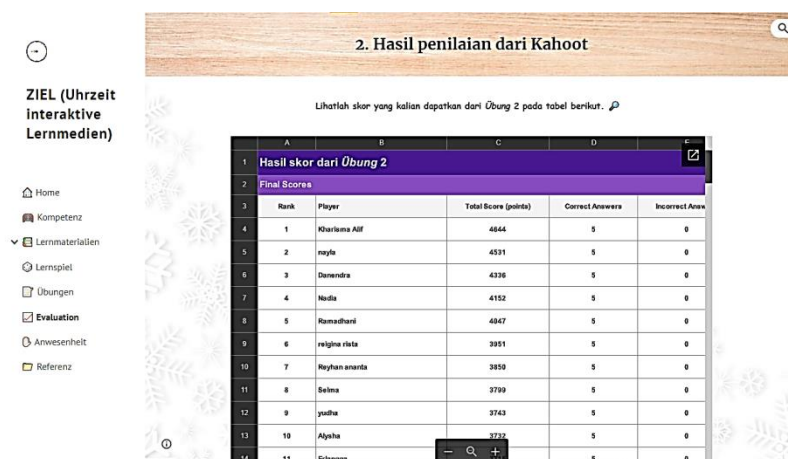 2. Hasil penilaian dari Kahoot
ZIEL (Uhrzeit
interaktive
Lernmedien)
Home
Kompetenz
Lernmaterialien
Lernspiel
Übungen
Evaluation
Anwesenheit
Referenz
Lihatlah skor yang kalian dapatkan dari Übung 2 pada tabel berikut.
A B C D E
1 Hasil skor dari Übung 2
2 Final Scores
3 Rank Player Total Score (points) Correct Answers Incorrect Answ
4 1 Kharisma Alif 4644 5 0
5 2 nayla 4531 5 0
6 3 Danendra 4336 5 0
7 4 Nadia 4152 5 0
8 5 Ramadhani 4047 5 0
9 6 reigina rista 3951 5 0
10 7 Reyhan ananta 3850 5 0
11 8 Selma 3799 5 0
12 9 yudha 3743 5 0
13 10 Alysha 3732 5 0
14 11